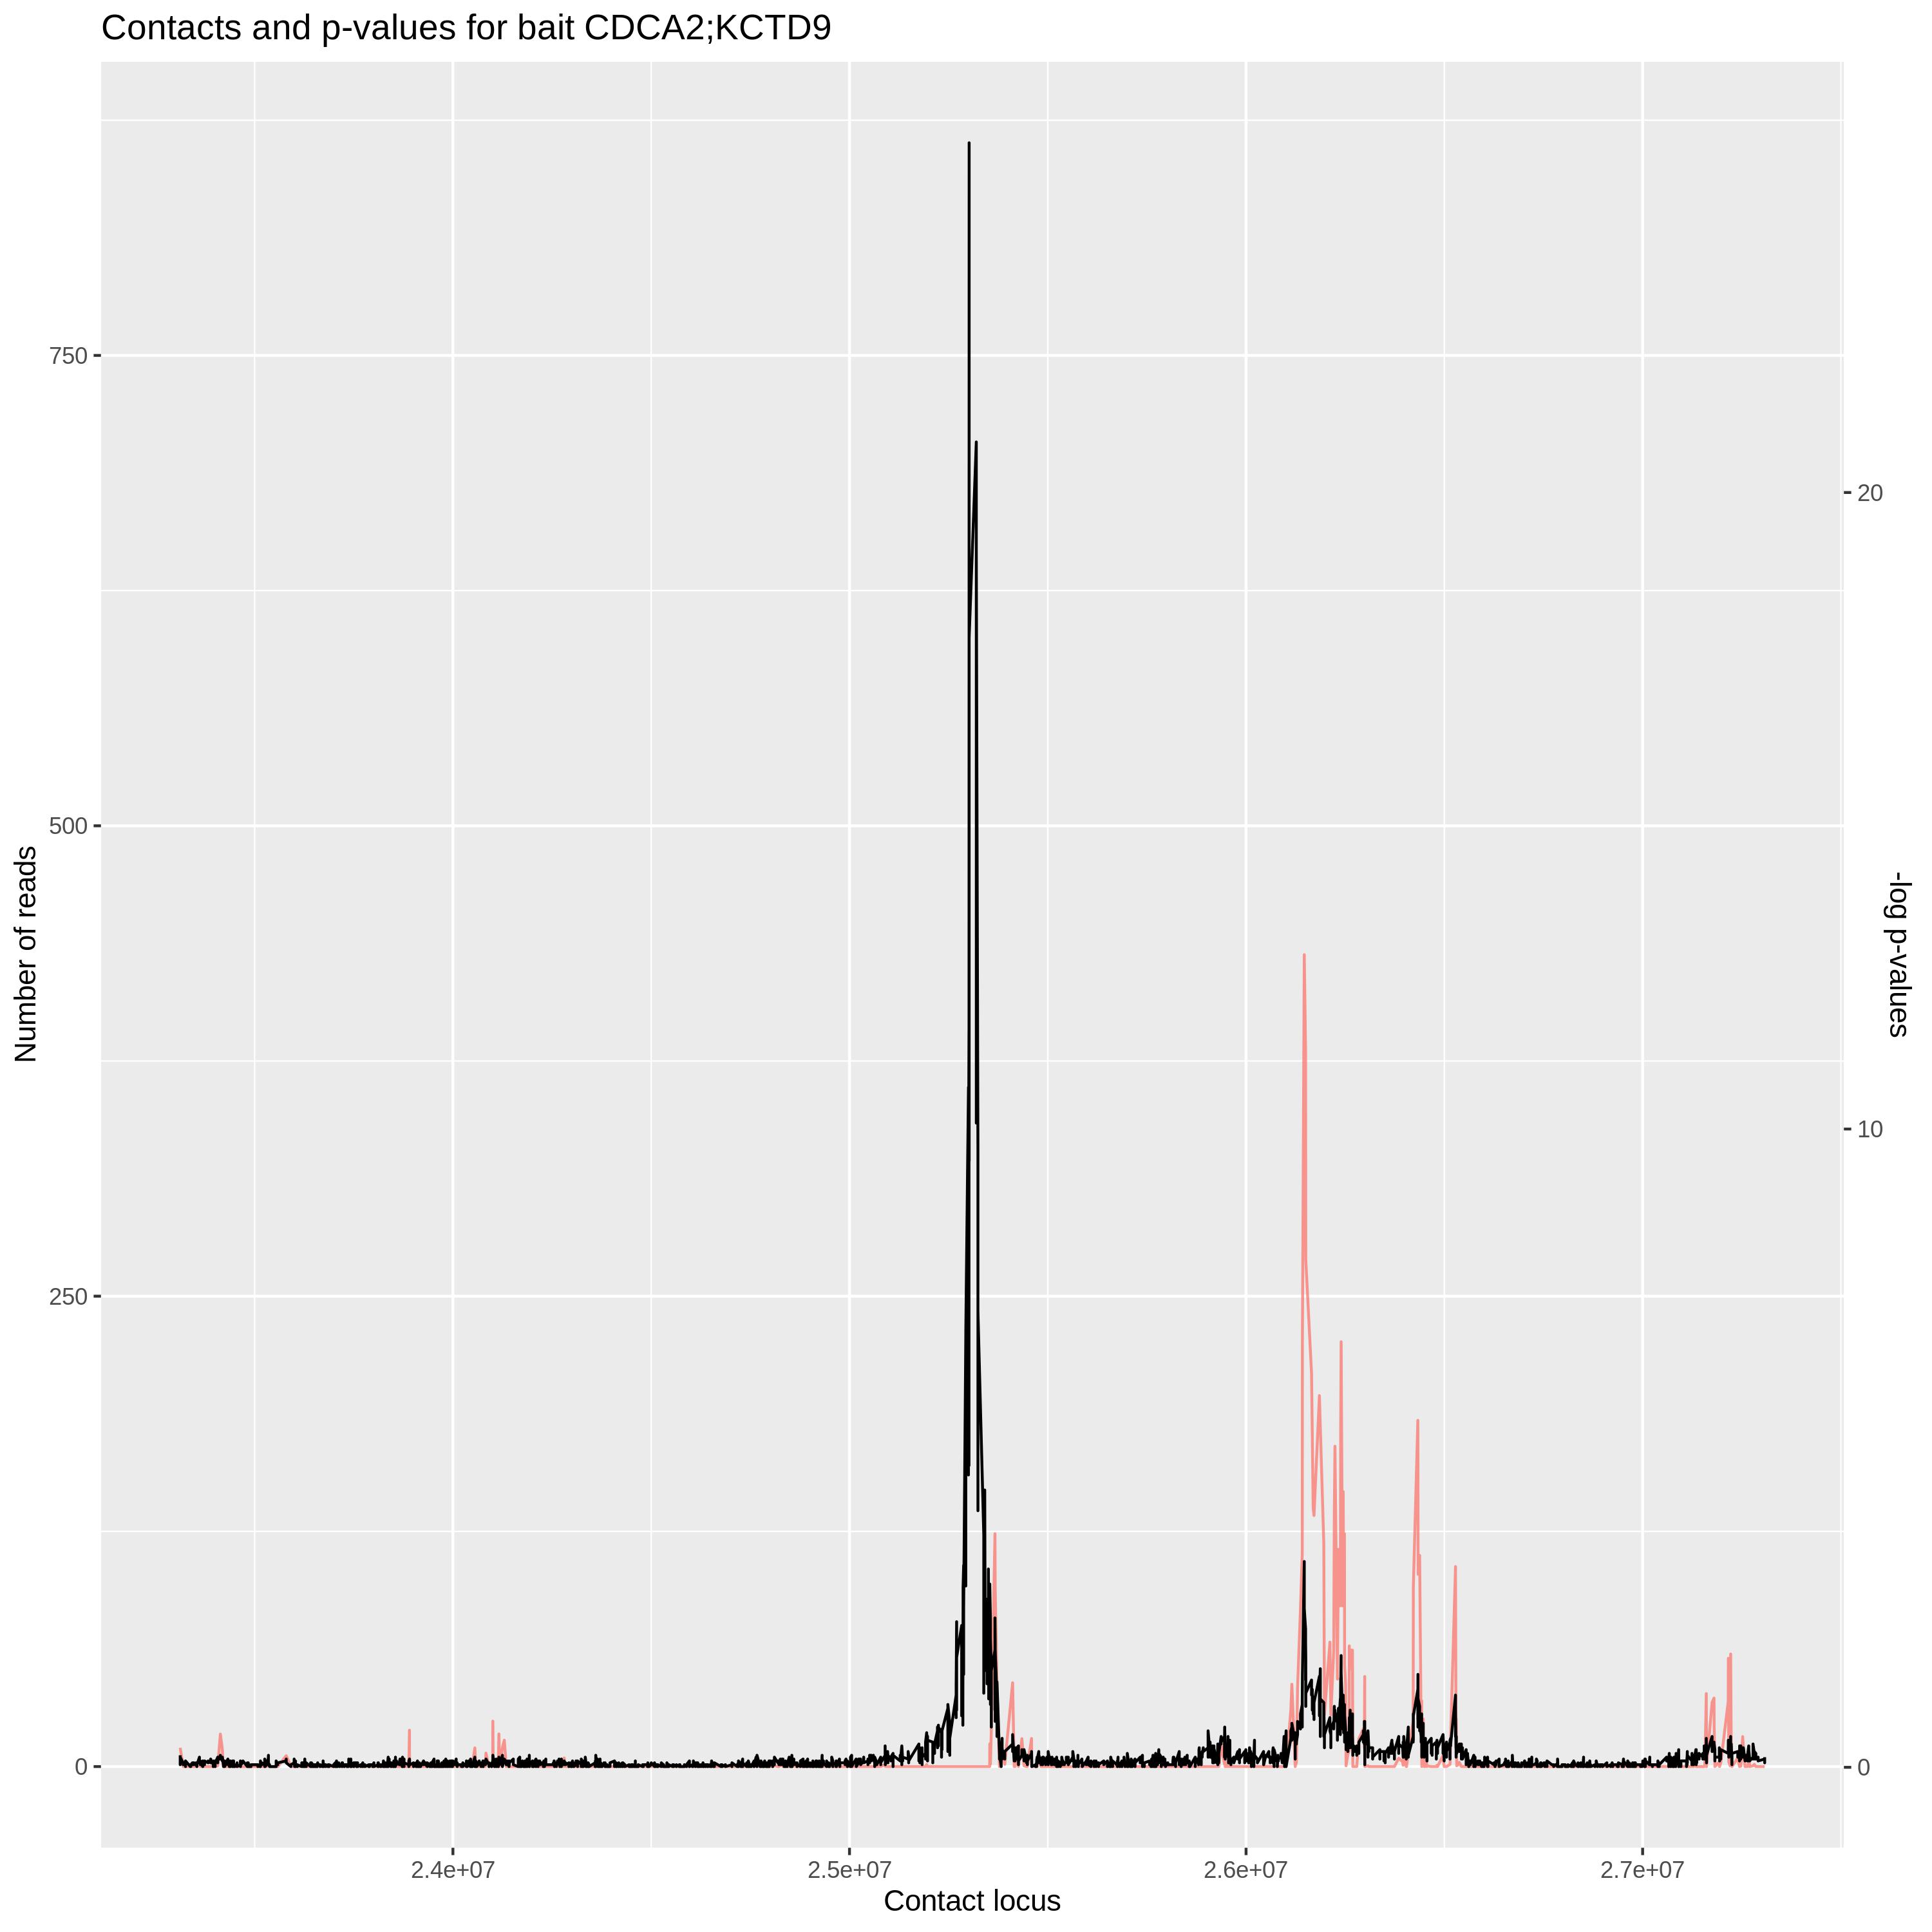 Contacts and p-values for bait CDCA2;KCTD9
750
500
250
0
Number of reads
20
10
0
-log p-values
2.4e+07
2.5e+07
2.6e+07
2.7e+07
Contact locus